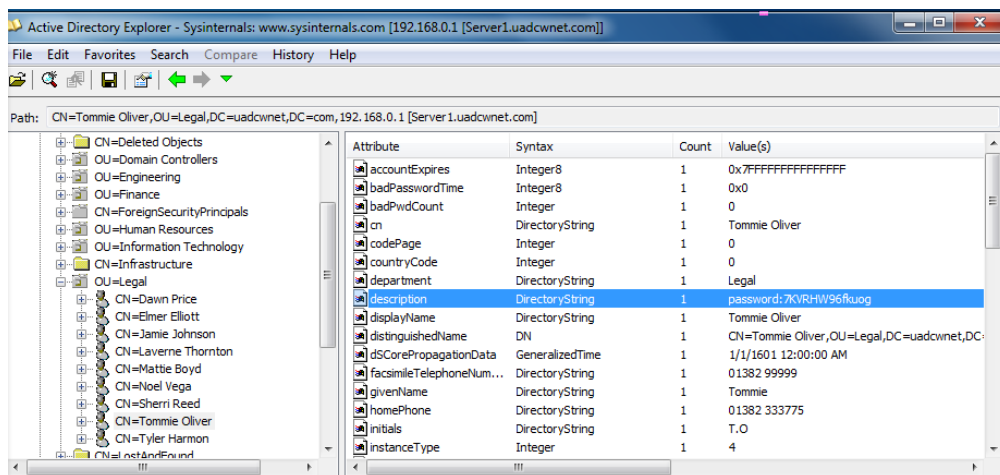 Active Directory Explorer - Sysinternals: www.sysinternals.com [192.168.0.1 [Server1.uadcwnet.com]]
File Edit Favorites Search Compare History Help
Path: CN=Tommie Oliver,OU=Legal,DC=uadcwnet,DC=com,192.168.0.1 [Server1.uadcwnet.com]
CN=Deleted Objects
OU=Domain Controllers
OU=Engineering
OU=Finance
CN=ForeignSecurityPrincipals
OU=Human Resources
OU=Information Technology
CN=Infrastructure
OU=Legal
CN=Dawn Price
CN=Elmer Elliott
CN=Jamie Johnson
CN=Laverne Thornton
CN=Mattie Boyd
CN=Noel Vega
CN=Sherri Reed
CN=Tommie Oliver
CN=Tyler Harmon
CN=LostAndFound
Attribute Syntax Count Value(s)
accountExpires Integer8 1 0x7FFFFFFFFFFFFFFF
badPasswordTime Integer8 1 0x0
badPwdCount Integer 1 0
cn DirectoryString 1 Tommie Oliver
codePage Integer 1 0
countryCode Integer 1 0
department DirectoryString 1 Legal
description DirectoryString 1 password:7KVRHW96fkuog
displayName DirectoryString 1 Tommie Oliver
distinguishedName DN 1 CN=Tommie Oliver,OU=Legal,DC=uadcwnet,DC=
dSCorePropagationData GeneralizedTime 1 1/1/1601 12:00:00 AM
facsimileTelephoneNum... DirectoryString 1 01382 99999
givenName DirectoryString 1 Tommie
homePhone DirectoryString 1 01382 333775
initials DirectoryString 1 T.O
instanceType Integer 1 4